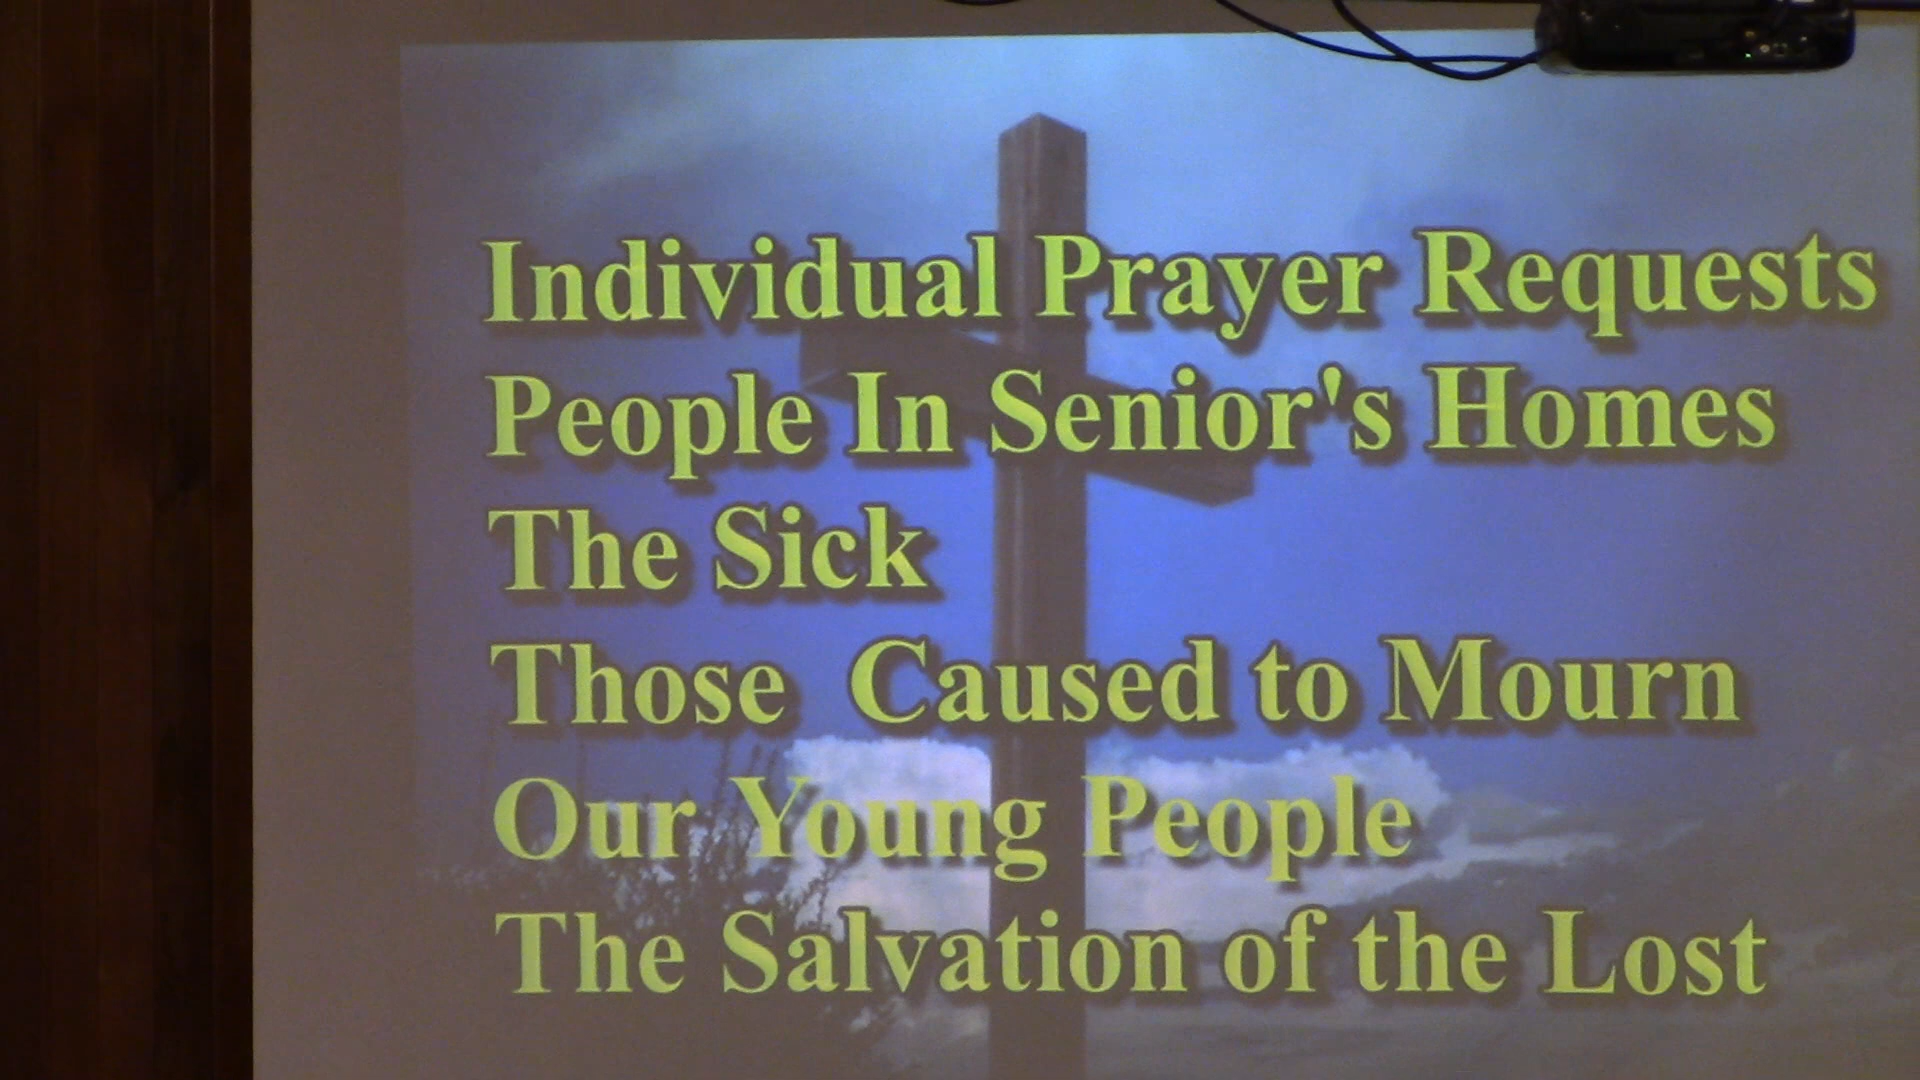 Individual Prayer Requests
People In Senior's Homes
The Sick
Those  Caused to Mourn
Our Young People
The Salvation of the Lost